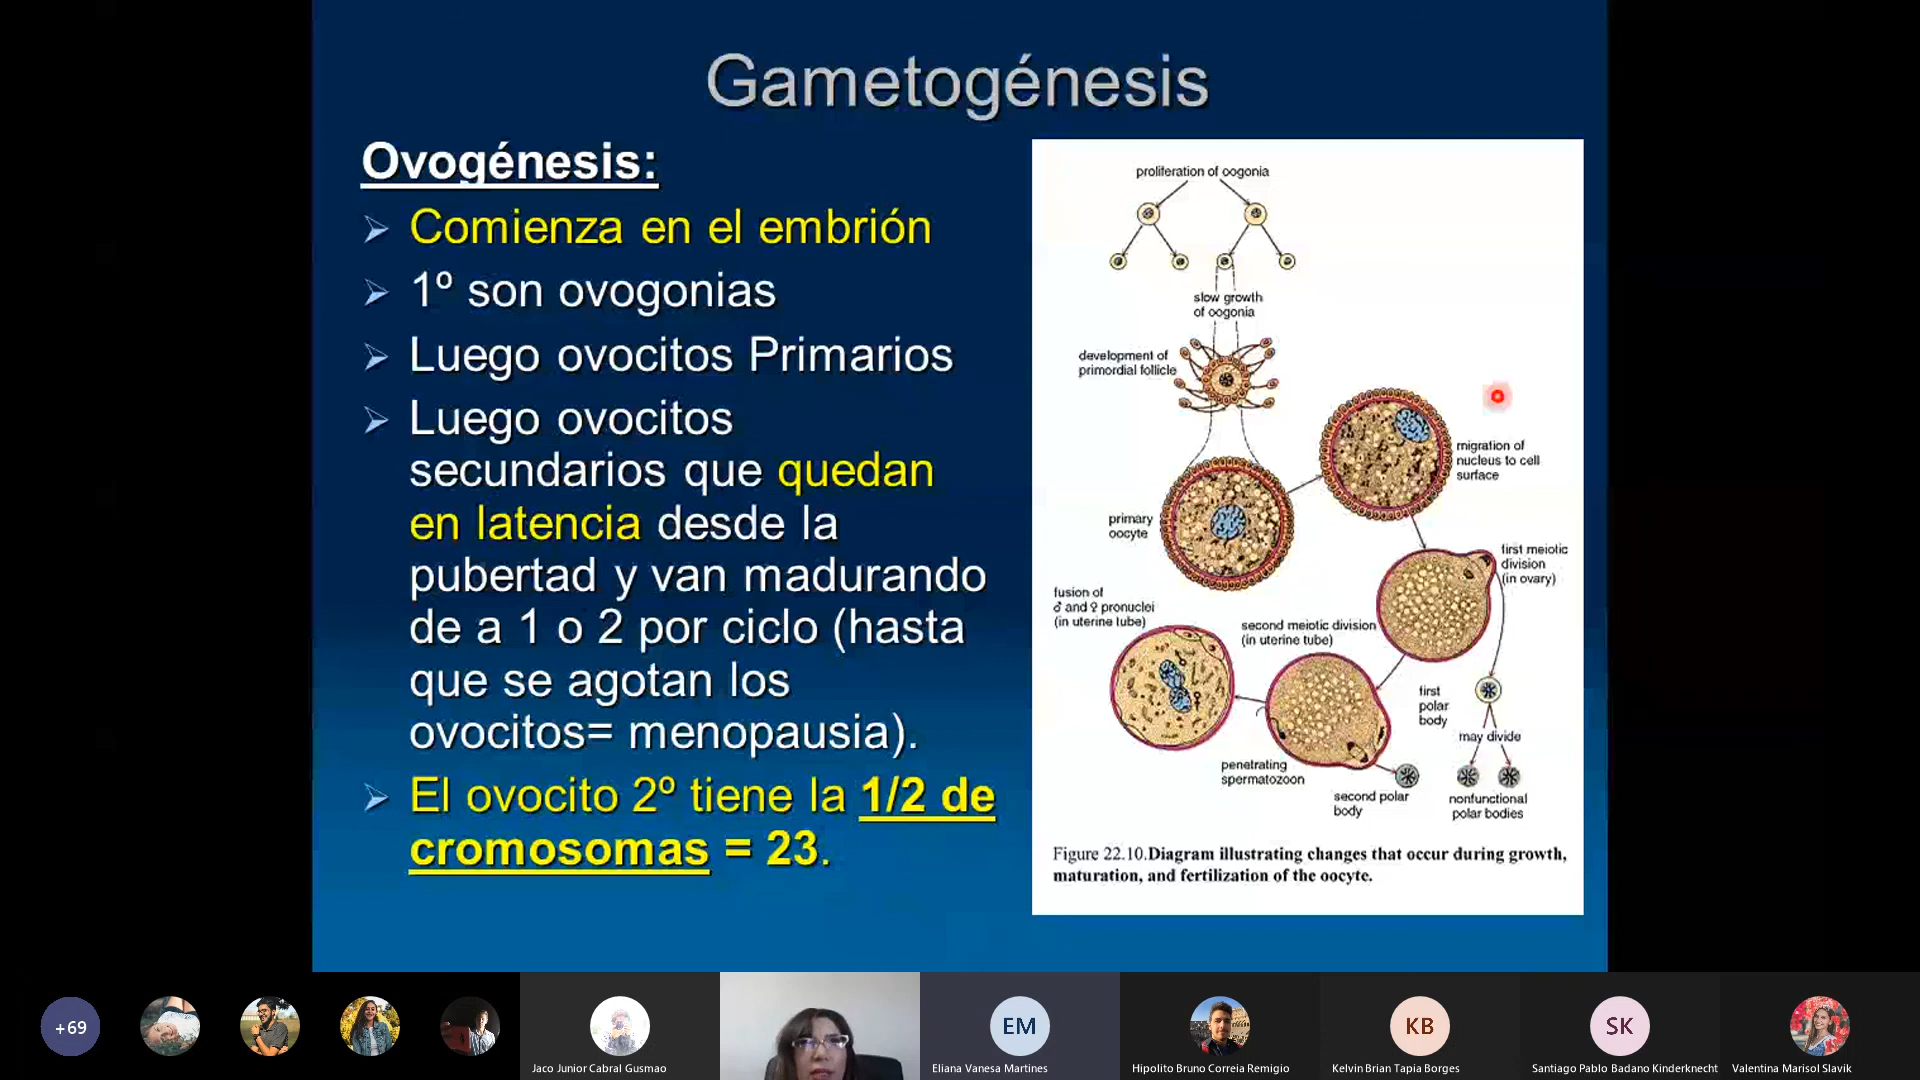 Gametogénesis
Ovogénesis:
Comienza en el embrión
1º son ovogonias
Luego ovocitos Primarios
Luego ovocitos
secundarios que quedan
en latencia desde la
pubertad y van madurando
de a 1 o 2 por ciclo (hasta
que se agotan los
ovocitos= menopausia).
El ovocito 2º tiene la 1/2 de
cromosomas = 23.
proliferation of oogonia
slow growth
of oogonia
development of
primordial follicle
migration of
nucleus to cell
surface
primary
oocyte
first meiotic
division
(in ovary)
fusion of
♂ and ♀ pronuclei
(in uterine tube)
second meiotic division
(in uterine tube)
first
polar
body
may divide
penetrating
spermatozoon
second polar
body
nonfunctional
polar bodies
Figure 22.10.Diagram illustrating changes that occur during growth,
maturation, and fertilization of the oocyte.
+69
Jaco Junior Cabral Gusmao
EM
Eliana Vanesa Martines
Hipolito Bruno Correia Remigio
KB
Kelvin Brian Tapia Borges
SK
Santiago Pablo Badano Kinderknecht
Valentina Marisol Slavik